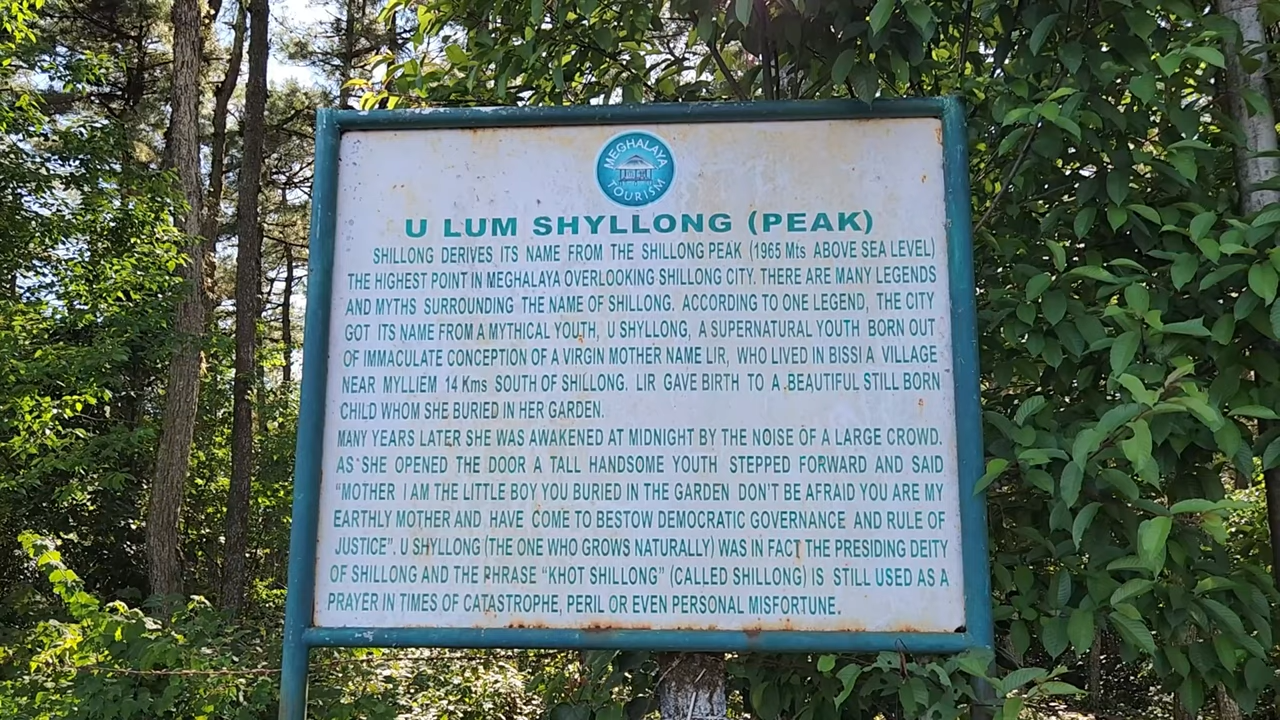 MEGHALAYA
TOURISM
U LUM SHYLLONG (PEAK)
SHILLONG DERIVES ITS NAME FROM THE SHILLONG PEAK (1965 Mts ABOVE SEA LEVEL)
THE HIGHEST POINT IN MEGHALAYA OVERLOOKING SHILLONG CITY. THERE ARE MANY LEGENDS
AND MYTHS SURROUNDING THE NAME OF SHILLONG. ACCORDING TO ONE LEGEND, THE CITY
GOT ITS NAME FROM A MYTHICAL YOUTH, U SHYLLONG, A SUPERNATURAL YOUTH BORN OUT
OF IMMACULATE CONCEPTION OF A VIRGIN MOTHER NAME LIR, WHO LIVED IN BISSI A VILLAGE
NEAR MYLLIEM 14 Kms SOUTH OF SHILLONG. LIR GAVE BIRTH TO A BEAUTIFUL STILL BORN
CHILD WHOM SHE BURIED IN HER GARDEN.
MANY YEARS LATER SHE WAS AWAKENED AT MIDNIGHT BY THE NOISE OF A LARGE CROWD.
AS SHE OPENED THE DOOR A TALL HANDSOME YOUTH STEPPED FORWARD AND SAID
"MOTHER I AM THE LITTLE BOY YOU BURIED IN THE GARDEN DON'T BE AFRAID YOU ARE MY
EARTHLY MOTHER AND HAVE COME TO BESTOW DEMOCRATIC GOVERNANCE AND RULE OF
JUSTICE". U SHYLLONG (THE ONE WHO GROWS NATURALLY) WAS IN FACT THE PRESIDING DEITY
OF SHILLONG AND THE PHRASE "KHOT SHILLONG" (CALLED SHILLONG) IS STILL USED AS A
PRAYER IN TIMES OF CATASTROPHE, PERIL OR EVEN PERSONAL MISFORTUNE.